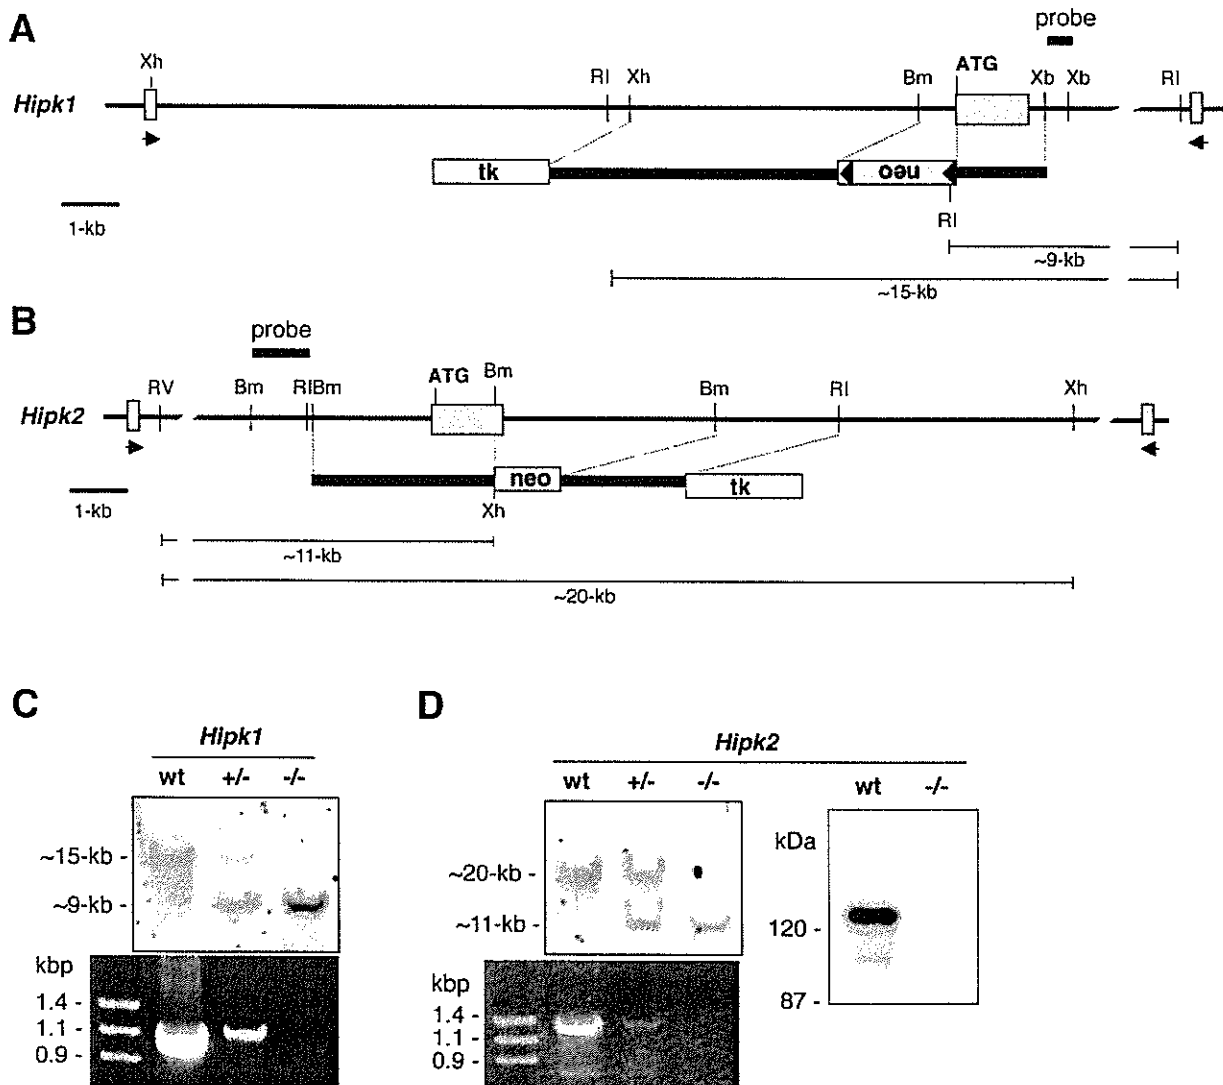 A
probe
Xh
RI Xh
Bm
ATG
Xb Xb
RI
Hipk1
tk
neo
RI
1-kb
~9-kb
~15-kb
B
probe
RV
Bm
RIBm
ATG
Bm
Bm
RI
Xh
Hipk2
neo
tk
Xh
1-kb
~11-kb
~20-kb
C
Hipk1
wt +/- -/-
~15-kb -
~9-kb -
kbp
1.4 -
1.1 -
0.9 -
D
Hipk2
wt +/- -/-
~20-kb -
~11-kb -
kbp
1.4 -
1.1 -
0.9 -
wt -/-
kDa
120 -
87 -